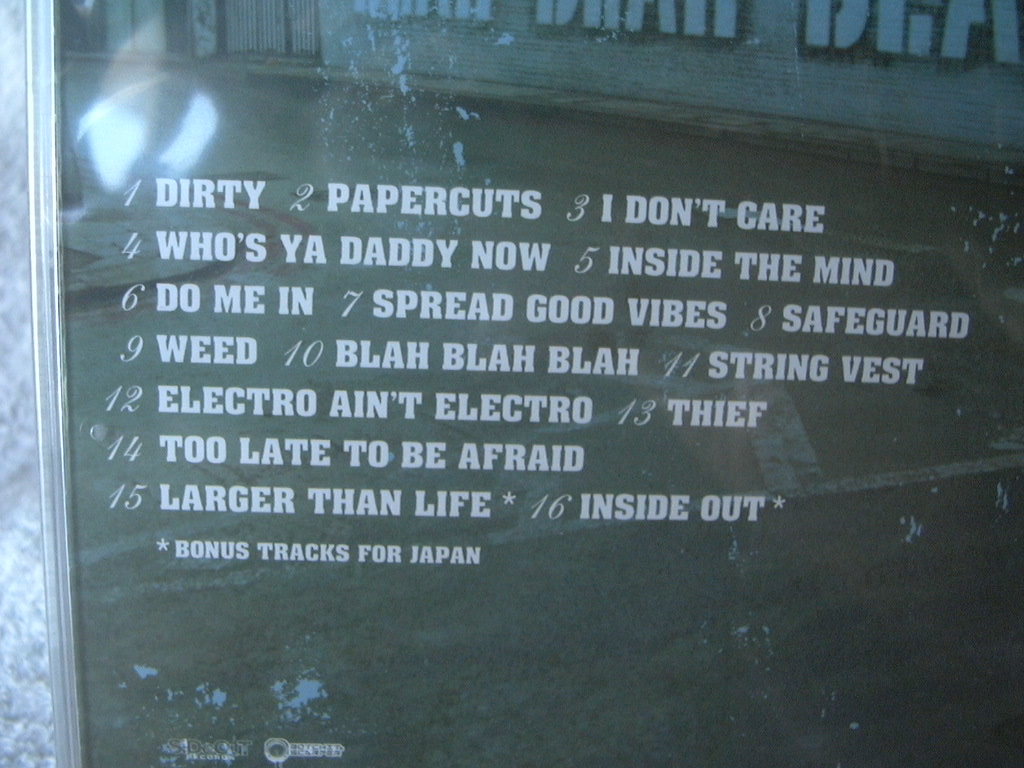 1 DIRTY 2 PAPERCUTS 3 I DON'T CARE
4 WHO'S YA DADDY NOW 5 INSIDE THE MIND
6 DO ME IN 7 SPREAD GOOD VIBES 8 SAFEGUARD
9 WEED 10 BLAH BLAH BLAH 11 STRING VEST
12 ELECTRO AIN'T ELECTRO 13 THIEF
14 TOO LATE TO BE AFRAID
15 LARGER THAN LIFE * 16 INSIDE OUT *
* BONUS TRACKS FOR JAPAN